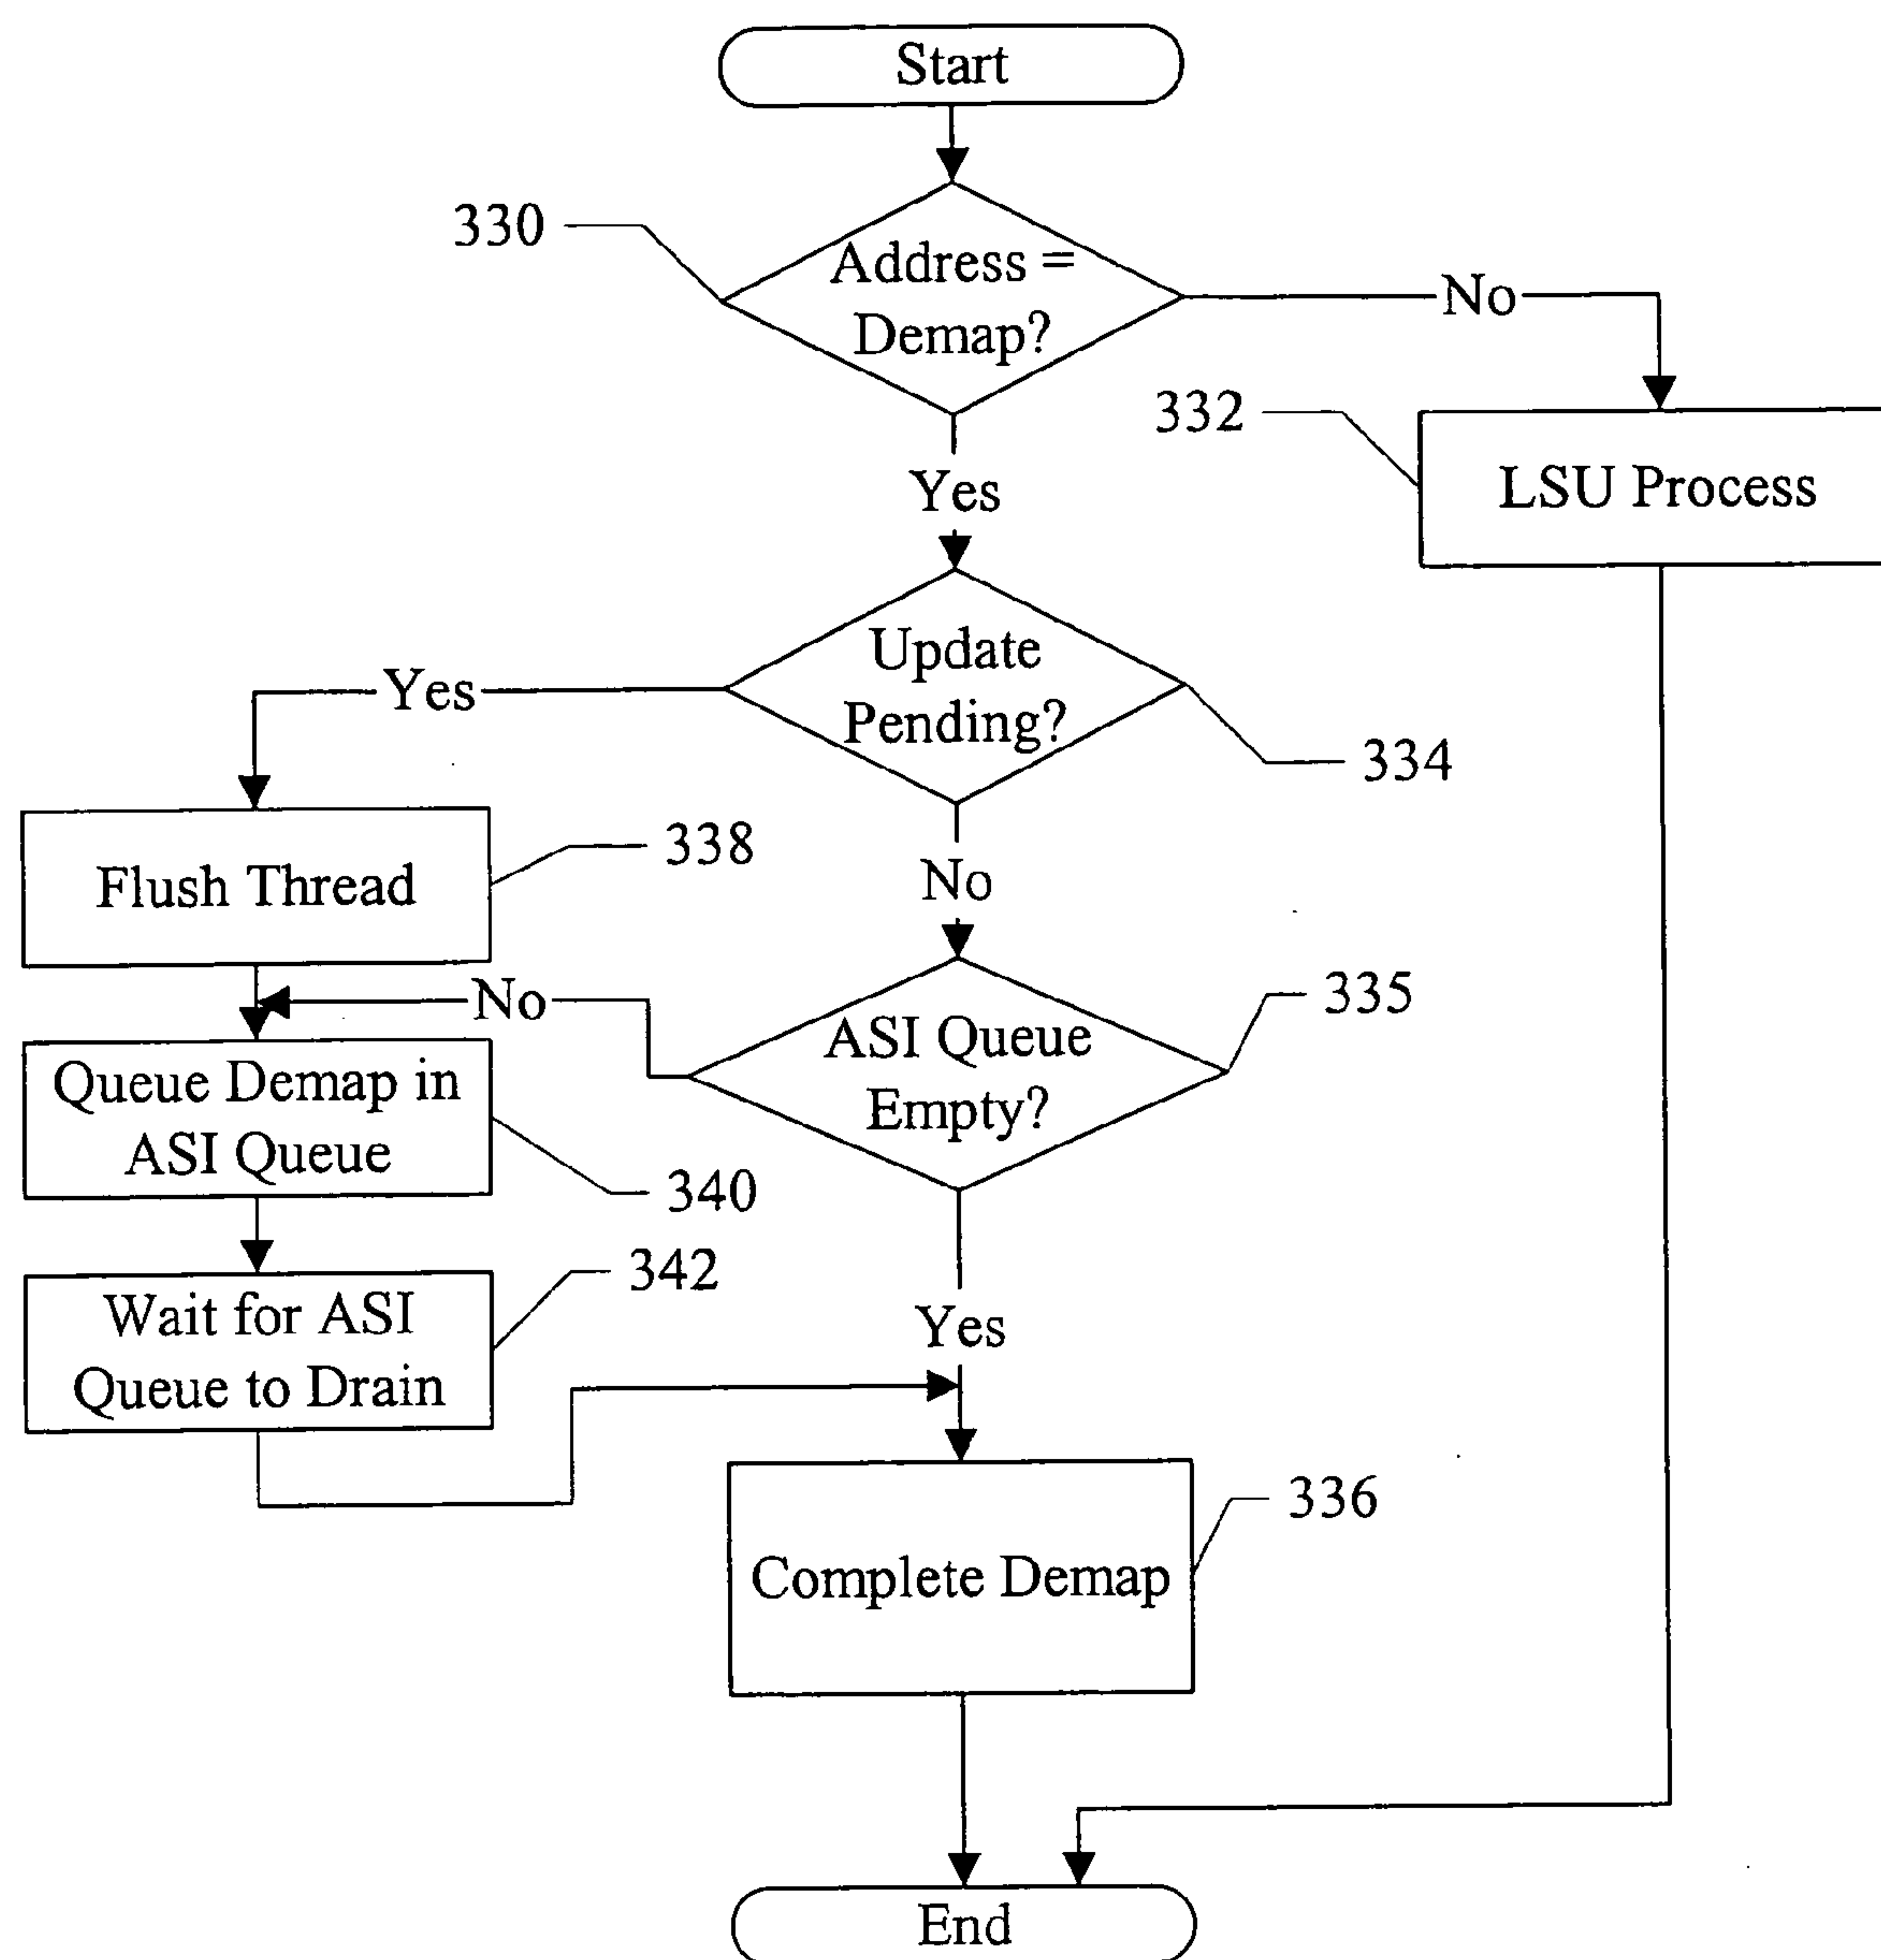 Start
330
Address =
Demap?
No
332
LSU Process
Yes
Update
Pending?
Yes
334
Flush Thread
338
No
No
335
ASI Queue
Empty?
Queue Demap in
ASI Queue
340
342
Wait for ASI
Queue to Drain
Yes
336
Complete Demap
End